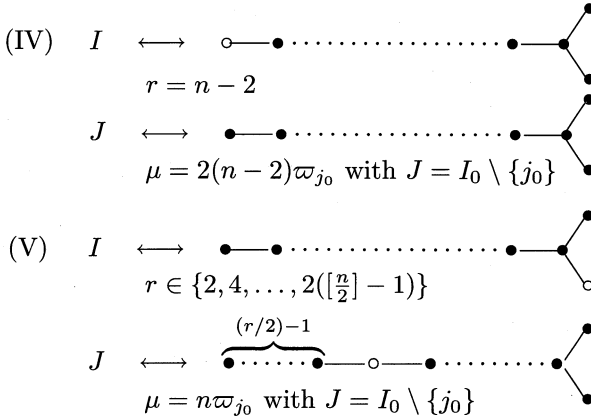 (IV) I ⟷
r = n − 2
J ⟷
μ = 2(n − 2)ϖ_{j_0} with J = I_0 \ {j_0}
(V) I ⟷
r ∈ {2, 4, . . . , 2([n/2] − 1)}
(r/2)−1
J ⟷
μ = nϖ_{j_0} with J = I_0 \ {j_0}